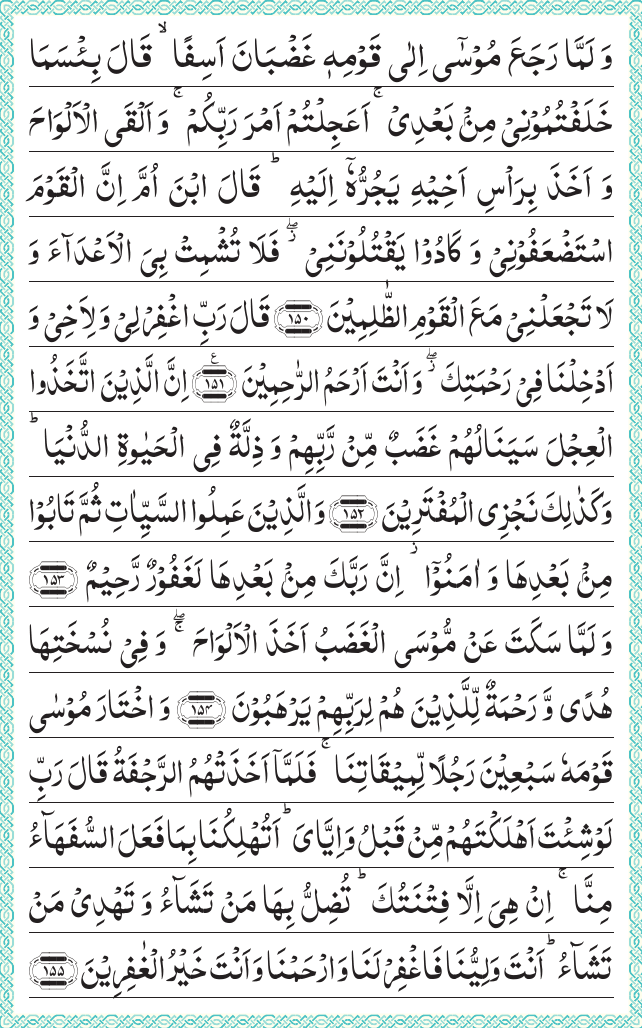 وَ لَمَّا رَجَعَ مُوْسٰۤى اِلٰى قَوْمِهٖ غَضْبَانَ اَسِفًا ۙ قَالَ بِئْسَمَا
خَلَفْتُمُوْنِیْ مِنْۢ بَعْدِیْ ۚ اَعَجِلْتُمْ اَمْرَ رَبِّكُمْ ۚ وَ اَلْقَى الْاَلْوَاحَ
وَ اَخَذَ بِرَاْسِ اَخِیْهِ یَجُرُّهٗۤ اِلَیْهِ ؕ قَالَ ابْنَ اُمَّ اِنَّ الْقَوْمَ
اسْتَضْعَفُوْنِیْ وَ كَادُوْا یَقْتُلُوْنَنِیْ ۖؗ فَلَا تُشْمِتْ بِیَ الْاَعْدَآءَ وَ
لَا تَجْعَلْنِیْ مَعَ الْقَوْمِ الظّٰلِمِیْنَ ۝۱۵۰ قَالَ رَبِّ اغْفِرْ لِیْ وَ لِاَخِیْ وَ
اَدْخِلْنَا فِیْ رَحْمَتِكَ ۖؗ وَ اَنْتَ اَرْحَمُ الرّٰحِمِیْنَ ۝۱۵۱ ع اِنَّ الَّذِیْنَ اتَّخَذُوا
الْعِجْلَ سَیَنَالُهُمْ غَضَبٌ مِّنْ رَّبِّهِمْ وَ ذِلَّةٌ فِی الْحَیٰوةِ الدُّنْیَا ؕ
وَ كَذٰلِكَ نَجْزِی الْمُفْتَرِیْنَ ۝۱۵۲ وَ الَّذِیْنَ عَمِلُوا السَّیِّاٰتِ ثُمَّ تَابُوْا
مِنْۢ بَعْدِهَا وَ اٰمَنُوْۤا ؗ اِنَّ رَبَّكَ مِنْۢ بَعْدِهَا لَغَفُوْرٌ رَّحِیْمٌ ۝۱۵۳
وَ لَمَّا سَكَتَ عَنْ مُّوْسَى الْغَضَبُ اَخَذَ الْاَلْوَاحَ ۖۚ وَ فِیْ نُسْخَتِهَا
هُدًى وَّ رَحْمَةٌ لِّلَّذِیْنَ هُمْ لِرَبِّهِمْ یَرْهَبُوْنَ ۝۱۵۴ وَ اخْتَارَ مُوْسٰى
قَوْمَهٗ سَبْعِیْنَ رَجُلًا لِّمِیْقَاتِنَا ۚ فَلَمَّاۤ اَخَذَتْهُمُ الرَّجْفَةُ قَالَ رَبِّ
لَوْ شِئْتَ اَهْلَكْتَهُمْ مِّنْ قَبْلُ وَ اِیَّایَ ؕ اَتُهْلِكُنَا بِمَا فَعَلَ السُّفَهَآءُ
مِنَّا ۚ اِنْ هِیَ اِلَّا فِتْنَتُكَ ؕ تُضِلُّ بِهَا مَنْ تَشَآءُ وَ تَهْدِیْ مَنْ
تَشَآءُ ؕ اَنْتَ وَلِیُّنَا فَاغْفِرْ لَنَا وَ ارْحَمْنَا وَ اَنْتَ خَیْرُ الْغٰفِرِیْنَ ۝۱۵۵